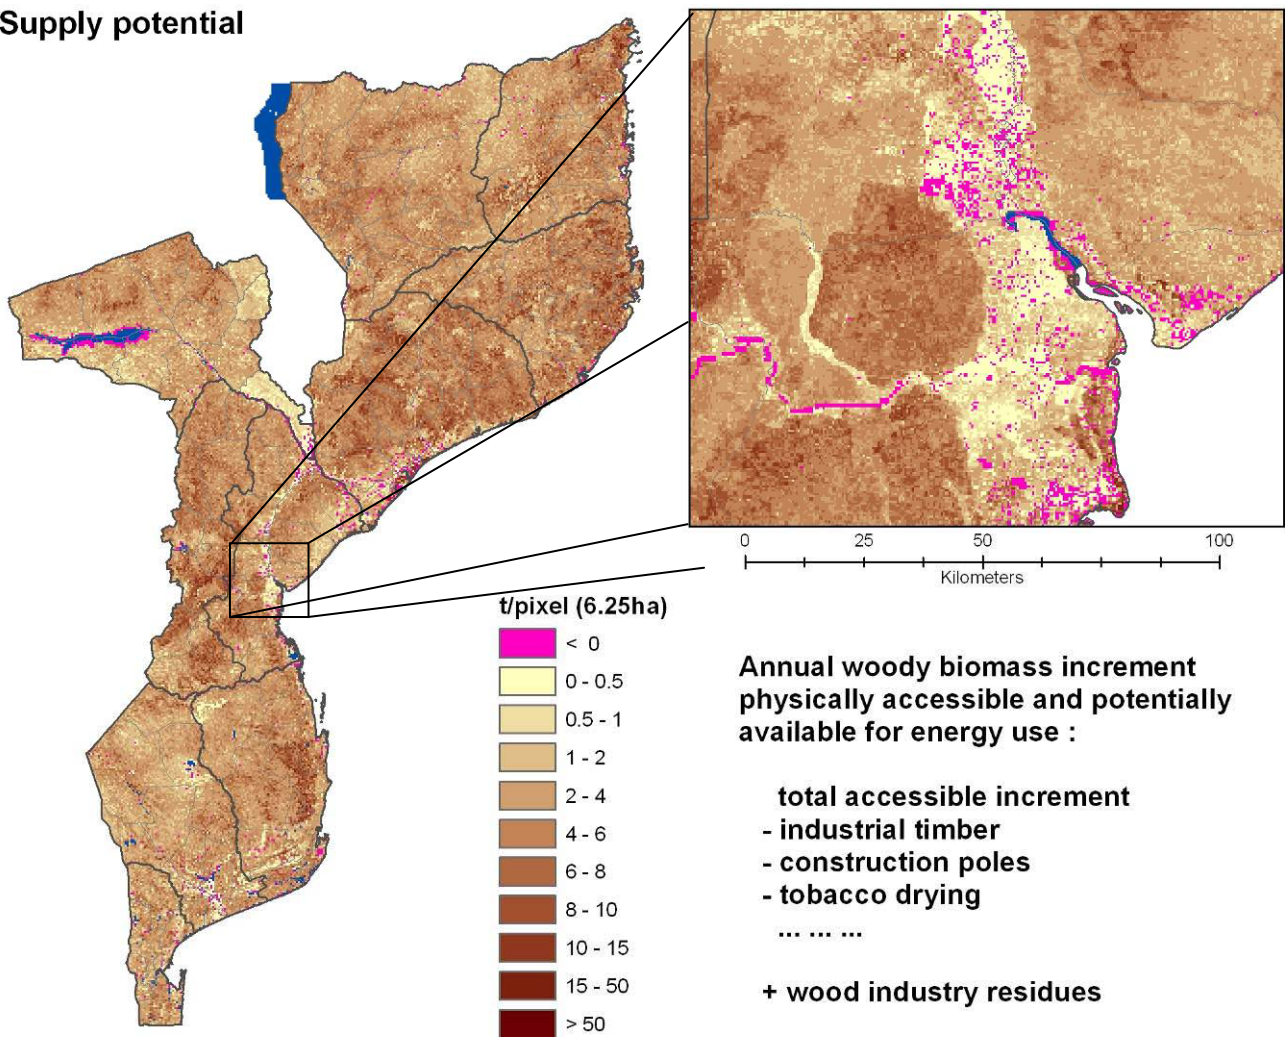 Supply potential
0 25 50 100
Kilometers
t/pixel (6.25ha)
< 0
0 - 0.5
0.5 - 1
1 - 2
2 - 4
4 - 6
6 - 8
8 - 10
10 - 15
15 - 50
> 50
Annual woody biomass increment
physically accessible and potentially
available for energy use :
total accessible increment
- industrial timber
- construction poles
- tobacco drying
... ... ...
+ wood industry residues